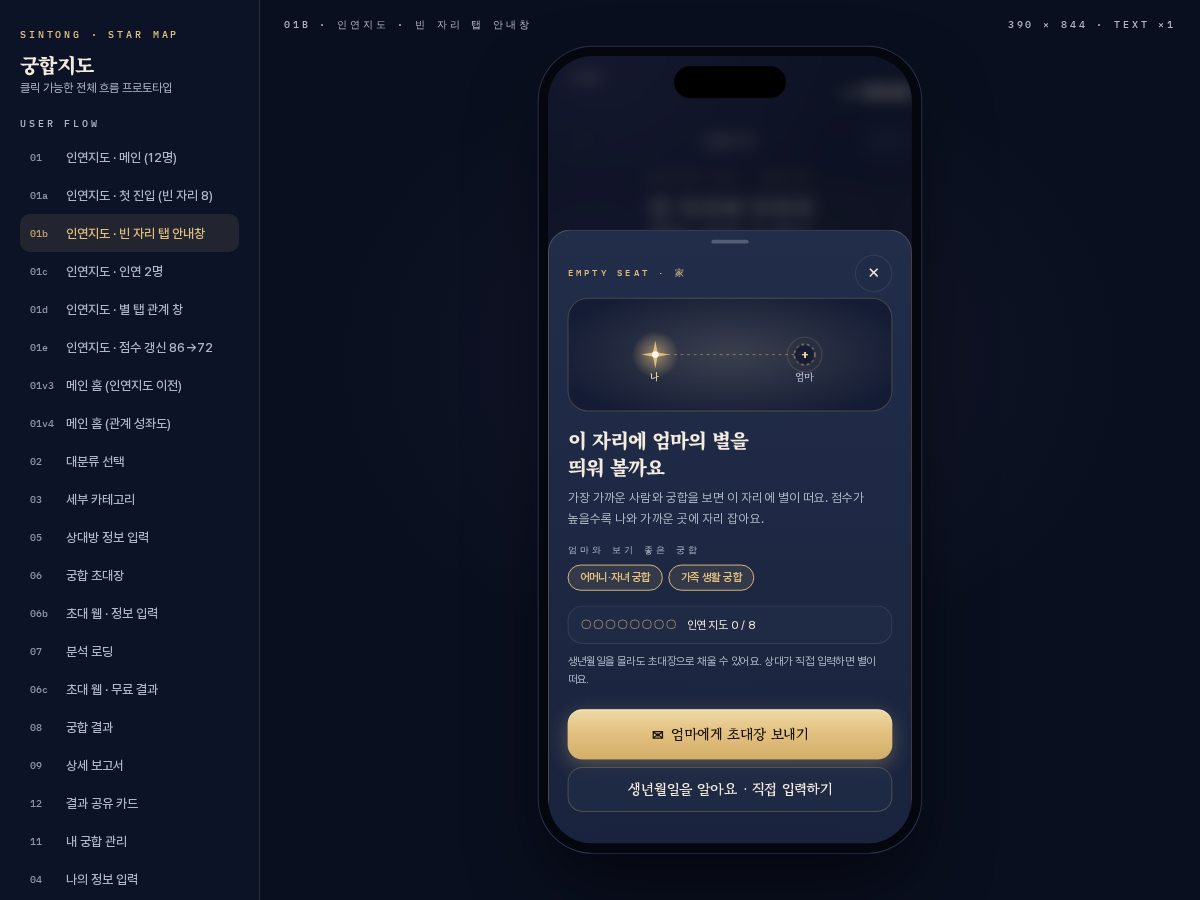 SINTONG · STAR MAP
궁합지도
클릭 가능한 전체 흐름 프로토타입
USER FLOW
01 인연지도 · 메인 (12명)
01a 인연지도 · 첫 진입 (빈 자리 8)
01b 인연지도 · 빈 자리 탭 안내창
01c 인연지도 · 인연 2명
01d 인연지도 · 별 탭 관계 창
01e 인연지도 · 점수 갱신 86→72
01v3 메인 홈 (인연지도 이전)
01v4 메인 홈 (관계 성좌도)
02 대분류 선택
03 세부 카테고리
05 상대방 정보 입력
06 궁합 초대장
06b 초대 웹 · 정보 입력
07 분석 로딩
06c 초대 웹 · 무료 결과
08 궁합 결과
09 상세 보고서
12 결과 공유 카드
11 내 궁합 관리
04 나의 정보 입력
01B · 인연지도 · 빈 자리 탭 안내창
390 × 844 · TEXT ×1
EMPTY SEAT · 家
✕
나
엄마
이 자리에 엄마의 별을
띄워 볼까요
가장 가까운 사람와 궁합을 보면 이 자리에 별이 떠요. 점수가
높을수록 나와 가까운 곳에 자리 잡아요.
엄마와 보기 좋은 궁합
어머니·자녀 궁합
가족 생활 궁합
인연 지도 0 / 8
생년월일을 몰라도 초대장으로 채울 수 있어요. 상대가 직접 입력하면 별이
떠요.
✉ 엄마에게 초대장 보내기
생년월일을 알아요 · 직접 입력하기